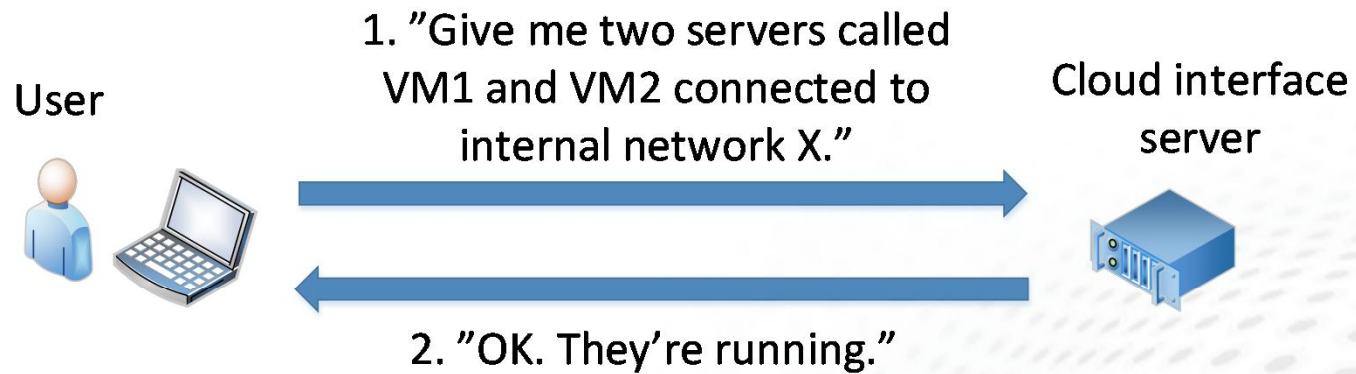 1. ”Give me two servers called
VM1 and VM2 connected to
internal network X.”
User
Cloud interface
server
2. ”OK. They’re running.”